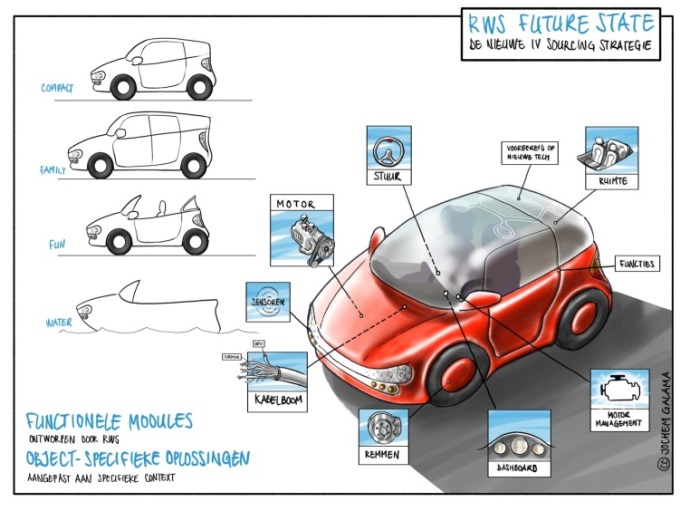 RWS FUTURE STATE
DE NIEUWE IV SOURCING STRATEGIE
COMPACT
FAMILY
FUN
WATER
STUUR
VOORBEREID OP
NIEUWE TECH
RUIMTE
MOTOR
FUNCTIES
SENSOREN
KABELBOOM
REMMEN
DASHBOARD
MOTOR
MANAGEMENT
FUNCTIONELE MODULES
ONTWORPEN DOOR RWS
OBJECT-SPECIFIEKE OPLOSSINGEN
AANGEPAST AAN SPECIFIEKE CONTEXT
© JOCHEM GALAMA